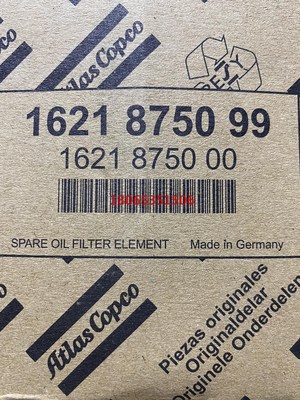 Atlas Copco
1621 8750 99
1621 8750 00
SPARE OIL FILTER ELEMENT Made in Germany
Atlas Copco
Piezas originales
Originaldelar
Originele Onderdelen